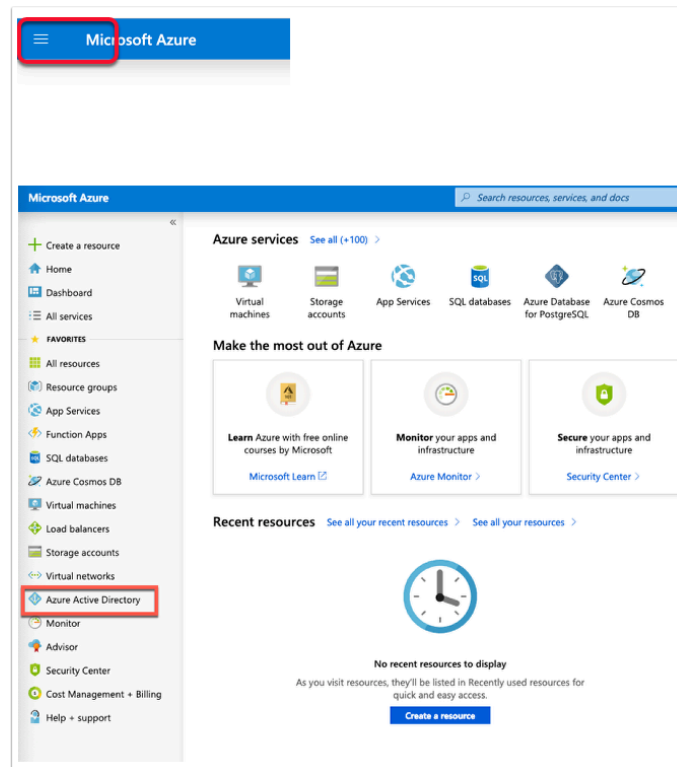 Microsoft Azure
Microsoft Azure
Search resources, services, and docs
«
Create a resource
Home
Dashboard
All services
FAVORITES
All resources
Resource groups
App Services
Function Apps
SQL databases
Azure Cosmos DB
Virtual machines
Load balancers
Storage accounts
Virtual networks
Azure Active Directory
Monitor
Advisor
Security Center
Cost Management + Billing
Help + support
Azure services See all (+100) >
Virtual
machines
Storage
accounts
App Services
SQL
SQL databases
Azure Database
for PostgreSQL
Azure Cosmos
DB
Make the most out of Azure
Learn Azure with free online
courses by Microsoft
Microsoft Learn
Monitor your apps and
infrastructure
Azure Monitor >
Secure your apps and
infrastructure
Security Center >
Recent resources See all your recent resources > See all your resources >
No recent resources to display
As you visit resources, they'll be listed in Recently used resources for
quick and easy access.
Create a resource